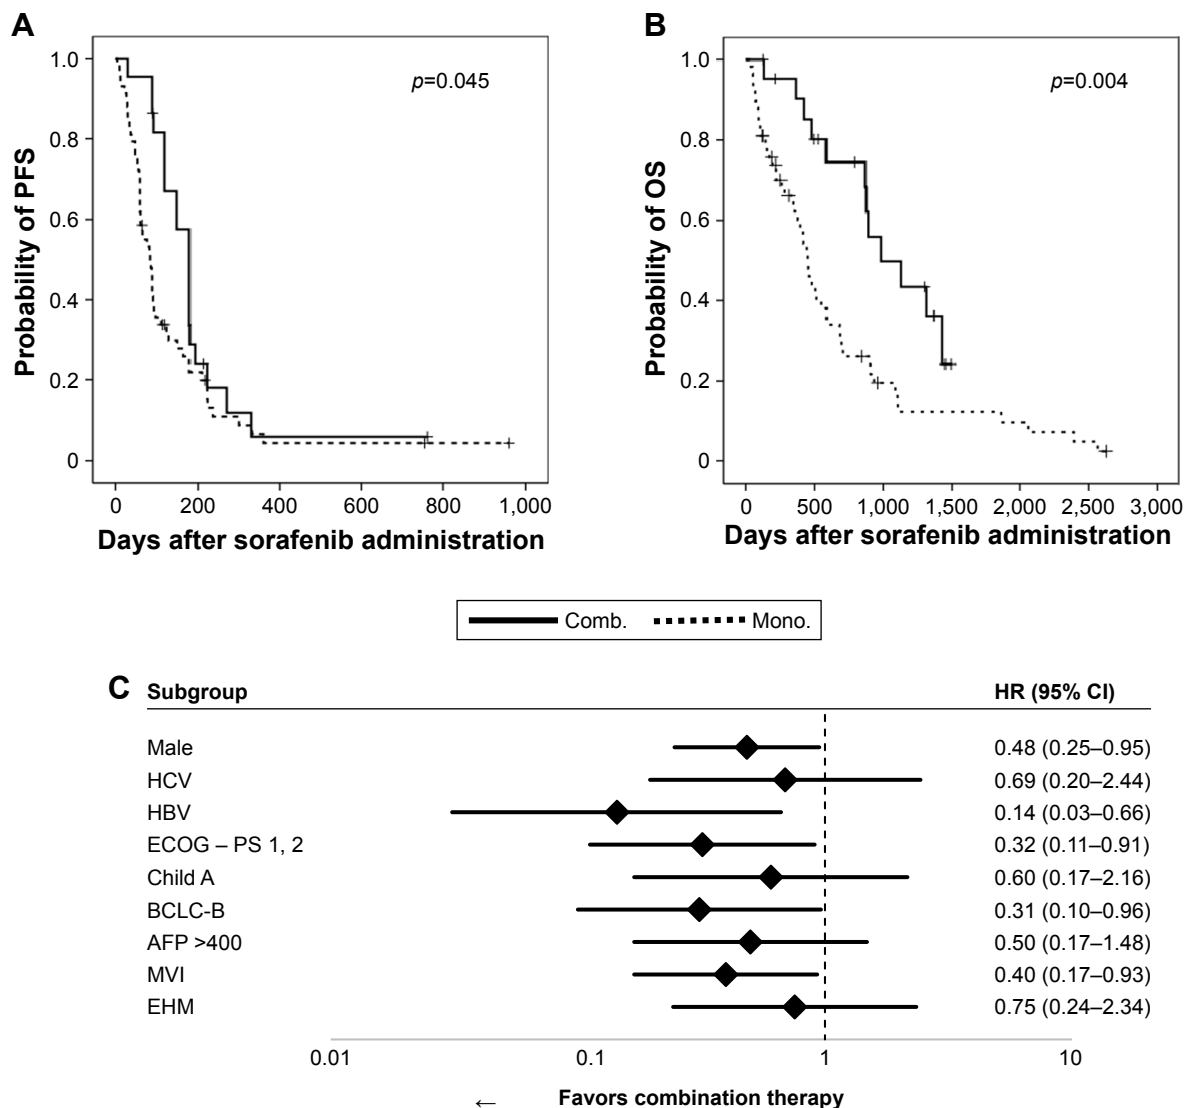 A
B
1.0
0.8
0.6
0.4
0.2
0
Probability of PFS
p=0.045
0 200 400 600 800 1,000
Days after sorafenib administration
1.0
0.8
0.6
0.4
0.2
0
Probability of OS
p=0.004
0 500 1,000 1,500 2,000 2,500 3,000
Days after sorafenib administration
Comb. Mono.
C Subgroup HR (95% CI)
Male 0.48 (0.25–0.95)
HCV 0.69 (0.20–2.44)
HBV 0.14 (0.03–0.66)
ECOG – PS 1, 2 0.32 (0.11–0.91)
Child A 0.60 (0.17–2.16)
BCLC-B 0.31 (0.10–0.96)
AFP >400 0.50 (0.17–1.48)
MVI 0.40 (0.17–0.93)
EHM 0.75 (0.24–2.34)
0.01 0.1 1 10
← Favors combination therapy